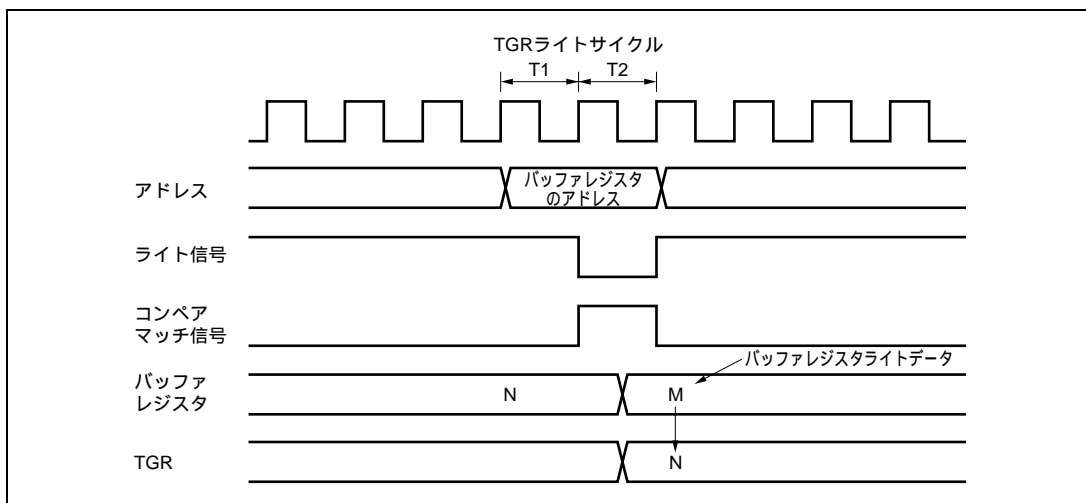 TGRライトサイクル
T1 T2
アドレス
バッファレジスタ
のアドレス
ライト信号
コンペア
マッチ信号
バッファレジスタライトデータ
バッファ
レジスタ
N M
TGR
N